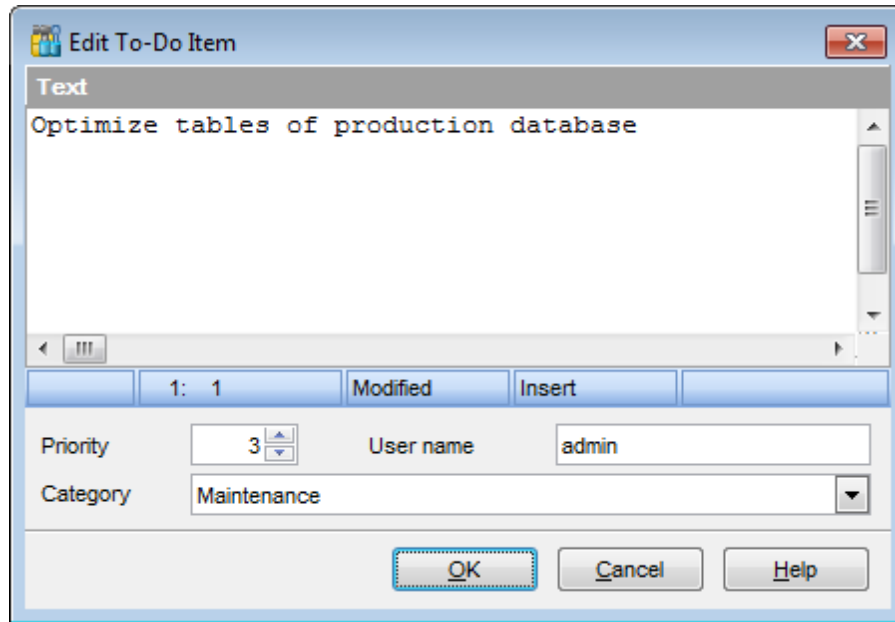 Edit To-Do Item
Text
Optimize tables of production database
1: 1 Modified Insert
Priority 3 User name admin
Category Maintenance
OK Cancel Help